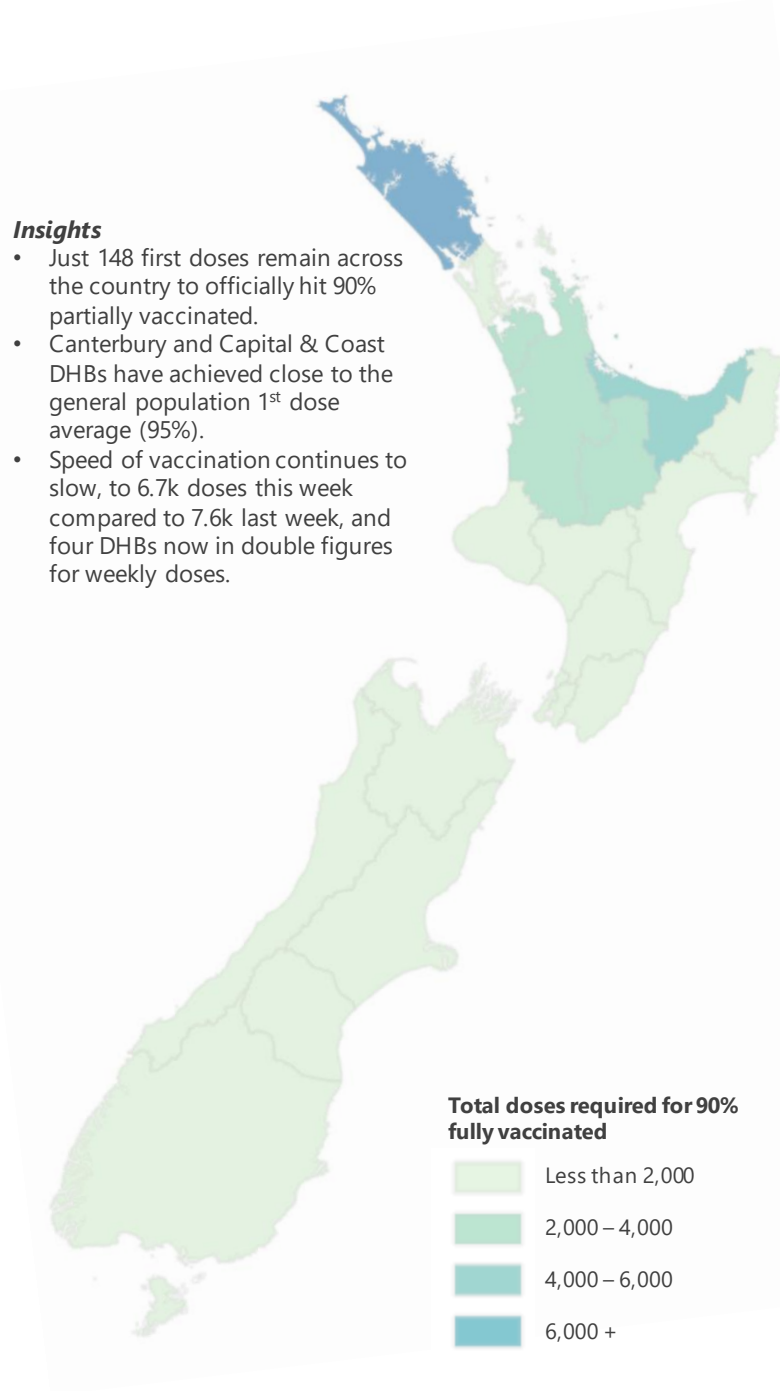 Insights
• Just 148 first doses remain across
the country to officially hit 90%
partially vaccinated.
• Canterbury and Capital & Coast
DHBs have achieved close to the
general population 1st dose
average (95%).
• Speed of vaccination continues to
slow, to 6.7k doses this week
compared to 7.6k last week, and
four DHBs now in double figures
for weekly doses.
Total doses required for 90%
fully vaccinated
Less than 2,000
2,000 – 4,000
4,000 – 6,000
6,000 +